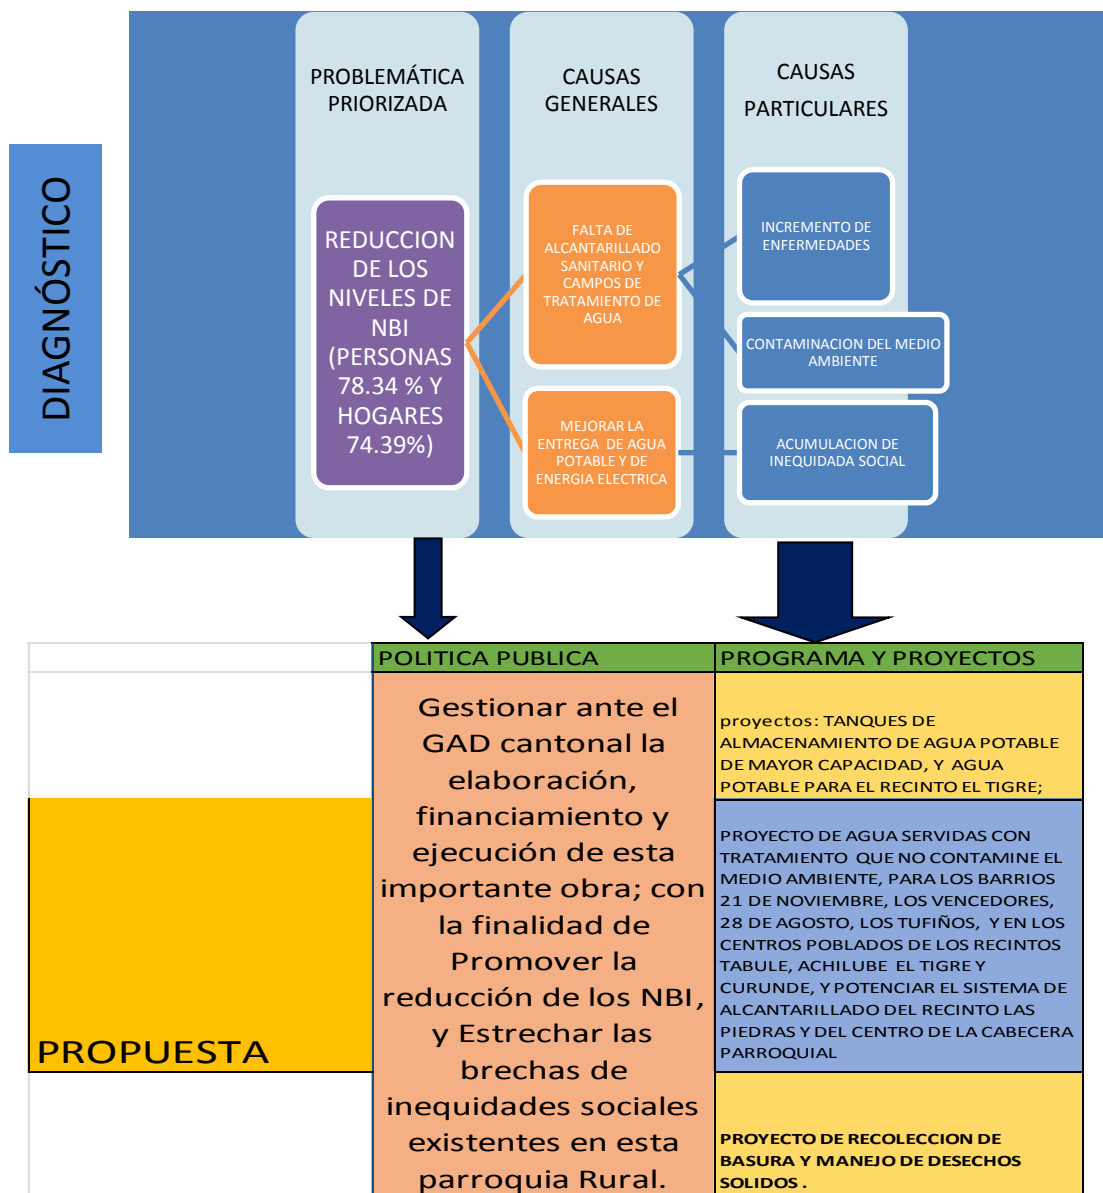 DIAGNÓSTICO
PROBLEMÁTICA
PRIORIZADA
REDUCCION
DE LOS
NIVELES DE
NBI
(PERSONAS
78.34 % Y
HOGARES
74.39%)
CAUSAS
GENERALES
FALTA DE
ALCANTARILLADO
SANITARIO Y
CAMPOS DE
TRATAMIENTO DE
AGUA
MEJORAR LA
ENTREGA DE AGUA
POTABLE Y DE
ENERGIA ELECTRICA
CAUSAS
PARTICULARES
INCREMENTO DE
ENFERMEDADES
CONTAMINACION DEL MEDIO
AMBIENTE
ACUMULACION DE
INEQUIDADA SOCIAL
PROPUESTA
POLITICA PUBLICA
Gestionar ante el
GAD cantonal la
elaboración,
financiamiento y
ejecución de esta
importante obra; con
la finalidad de
Promover la
reducción de los NBI,
y Estrechar las
brechas de
inequidades sociales
existentes en esta
parroquia Rural.
PROGRAMA Y PROYECTOS
proyectos: TANQUES DE
ALMACENAMIENTO DE AGUA POTABLE
DE MAYOR CAPACIDAD, Y AGUA
POTABLE PARA EL RECINTO EL TIGRE;
PROYECTO DE AGUA SERVIDAS CON
TRATAMIENTO QUE NO CONTAMINE EL
MEDIO AMBIENTE, PARA LOS BARRIOS
21 DE NOVIEMBRE, LOS VENCEDORES,
28 DE AGOSTO, LOS TUFIÑOS, Y EN LOS
CENTROS POBLADOS DE LOS RECINTOS
TABULE, ACHILUBE EL TIGRE Y
CURUNDE, Y POTENCIAR EL SISTEMA DE
ALCANTARILLADO DEL RECINTO LAS
PIEDRAS Y DEL CENTRO DE LA CABECERA
PARROQUIAL
PROYECTO DE RECOLECCION DE
BASURA Y MANEJO DE DESECHOS
SOLIDOS .